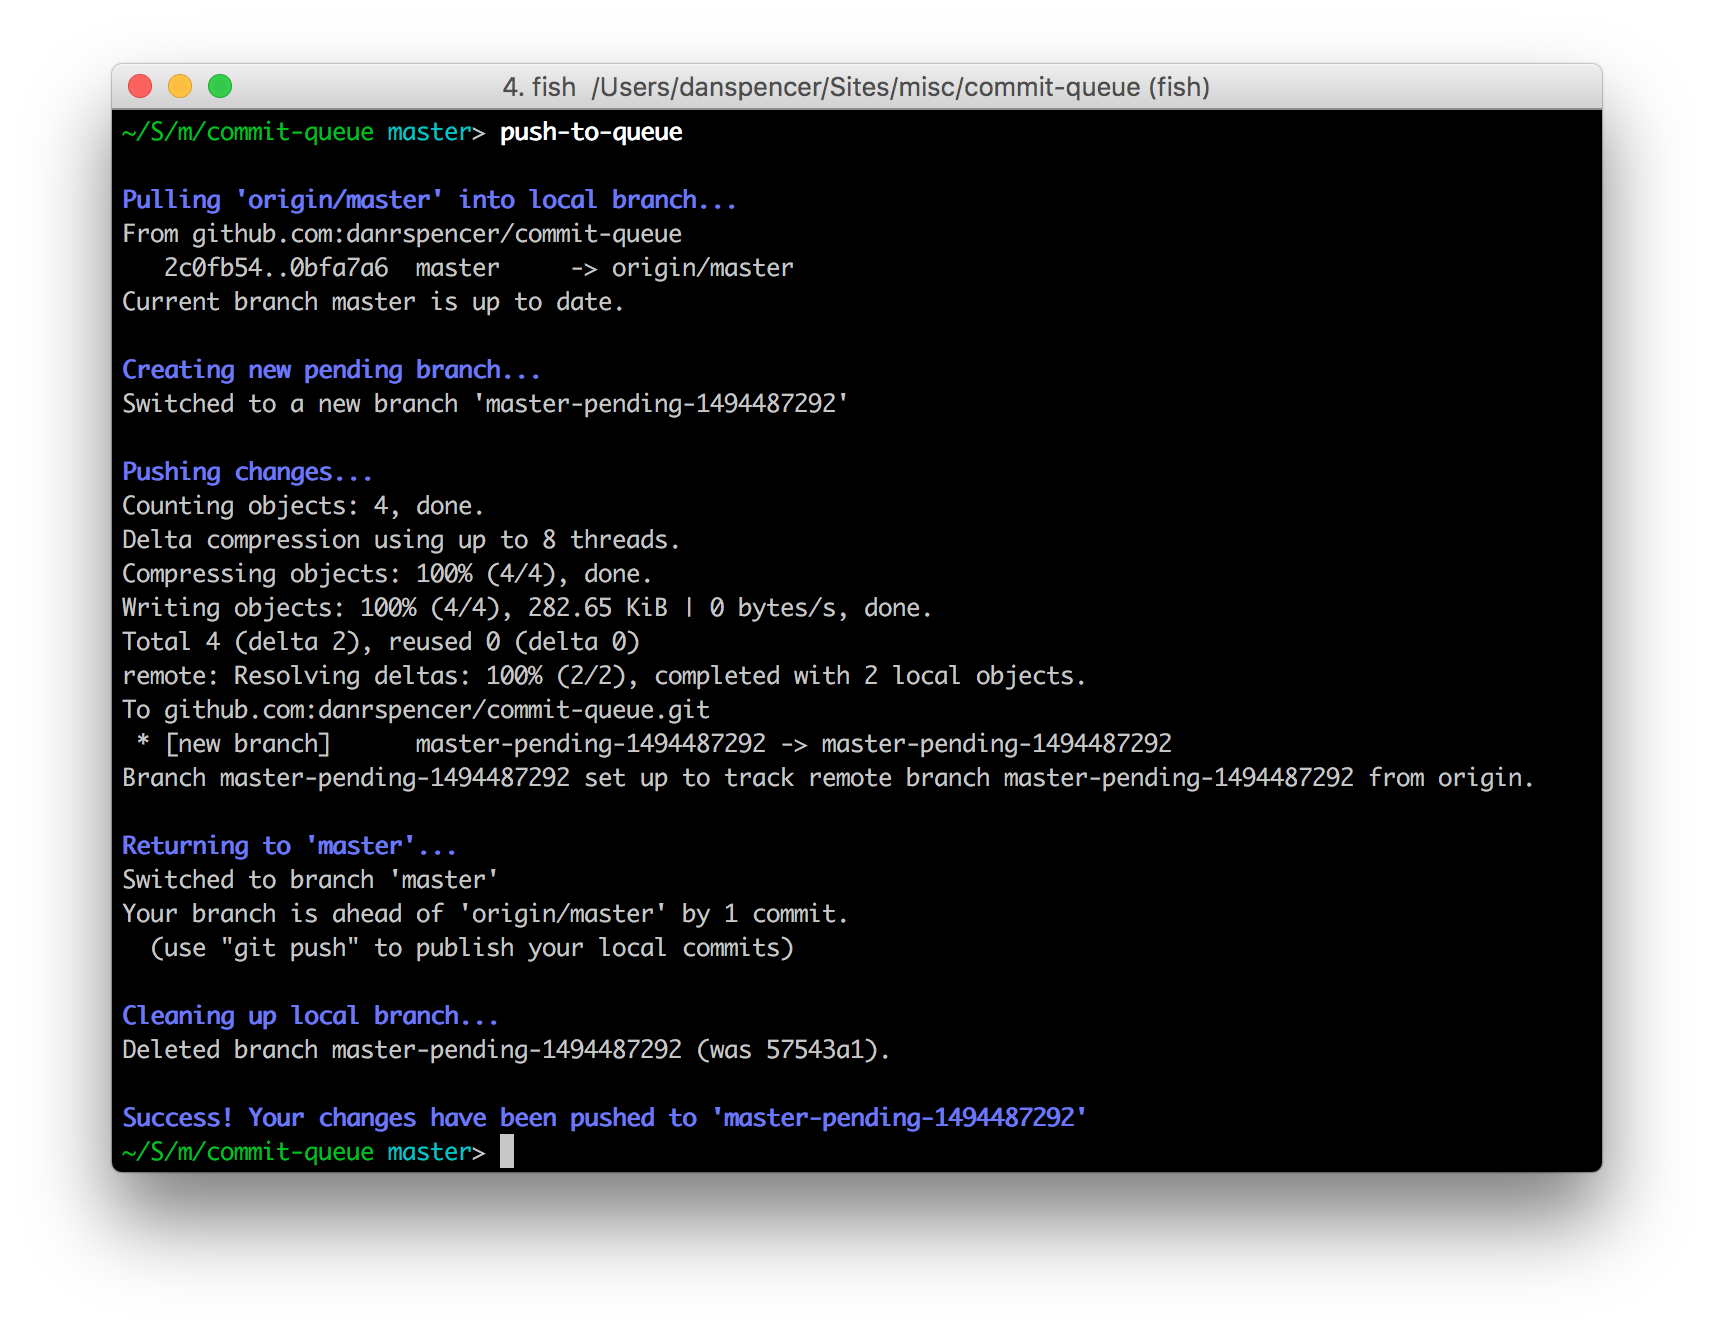 4. fish  /Users/danspencer/Sites/misc/commit-queue (fish)
~/S/m/commit-queue master> push-to-queue
Pulling 'origin/master' into local branch...
From github.com:danrspencer/commit-queue
   2c0fb54..0bfa7a6  master     -> origin/master
Current branch master is up to date.
Creating new pending branch...
Switched to a new branch 'master-pending-1494487292'
Pushing changes...
Counting objects: 4, done.
Delta compression using up to 8 threads.
Compressing objects: 100% (4/4), done.
Writing objects: 100% (4/4), 282.65 KiB | 0 bytes/s, done.
Total 4 (delta 2), reused 0 (delta 0)
remote: Resolving deltas: 100% (2/2), completed with 2 local objects.
To github.com:danrspencer/commit-queue.git
 * [new branch]      master-pending-1494487292 -> master-pending-1494487292
Branch master-pending-1494487292 set up to track remote branch master-pending-1494487292 from origin.
Returning to 'master'...
Switched to branch 'master'
Your branch is ahead of 'origin/master' by 1 commit.
  (use "git push" to publish your local commits)
Cleaning up local branch...
Deleted branch master-pending-1494487292 (was 57543a1).
Success! Your changes have been pushed to 'master-pending-1494487292'
~/S/m/commit-queue master>